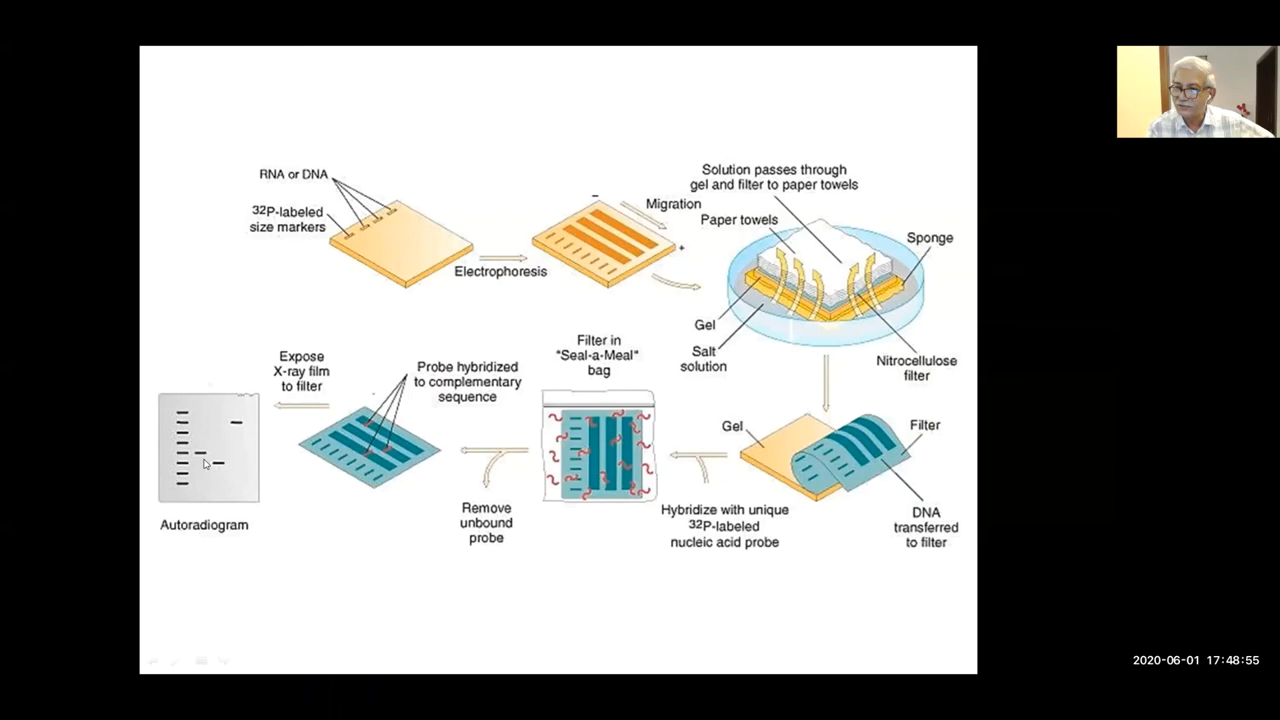 RNA or DNA
32P-labeled
size markers
Electrophoresis
−
Migration
+
Solution passes through
gel and filter to paper towels
Paper towels
Sponge
Gel
Salt
solution
Nitrocellulose
filter
Gel
Filter
DNA
transferred
to filter
Hybridize with unique
32P-labeled
nucleic acid probe
Filter in
"Seal-a-Meal"
bag
Remove
unbound
probe
Probe hybridized
to complementary
sequence
Expose
X-ray film
to filter
Autoradiogram
2020-06-01 17:48:55